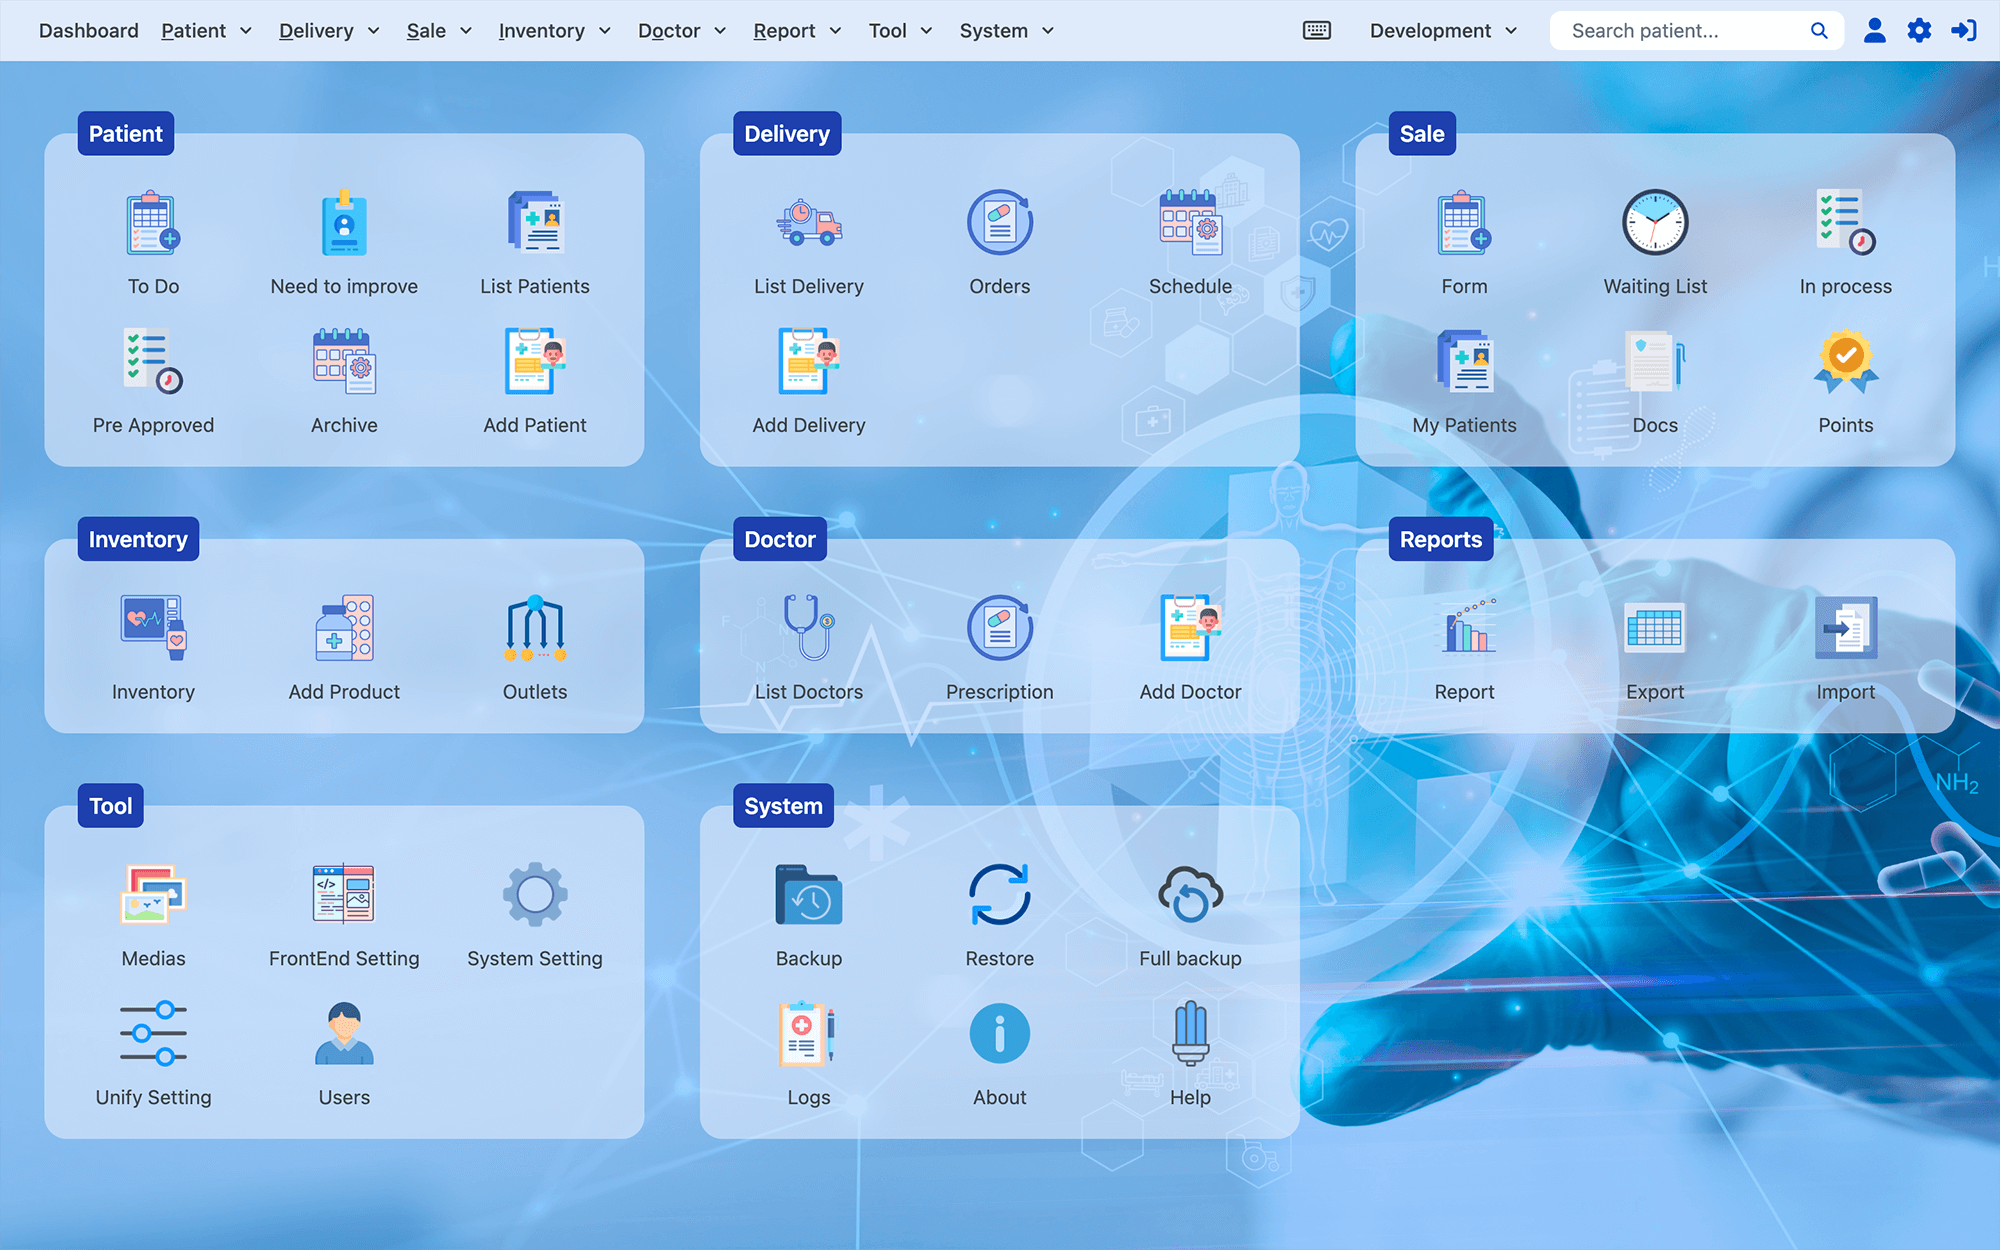 Dashboard Patient Delivery Sale Inventory Doctor Report Tool System Development Search patient...
Patient
To Do Need to improve List Patients
Pre Approved Archive Add Patient
Delivery
List Delivery Orders Schedule
Add Delivery
Sale
Form Waiting List In process
My Patients Docs Points
Inventory
Inventory Add Product Outlets
Doctor
List Doctors Prescription Add Doctor
Reports
Report Export Import
Tool
Medias FrontEnd Setting System Setting
Unify Setting Users
System
Backup Restore Full backup
Logs About Help
NH₂